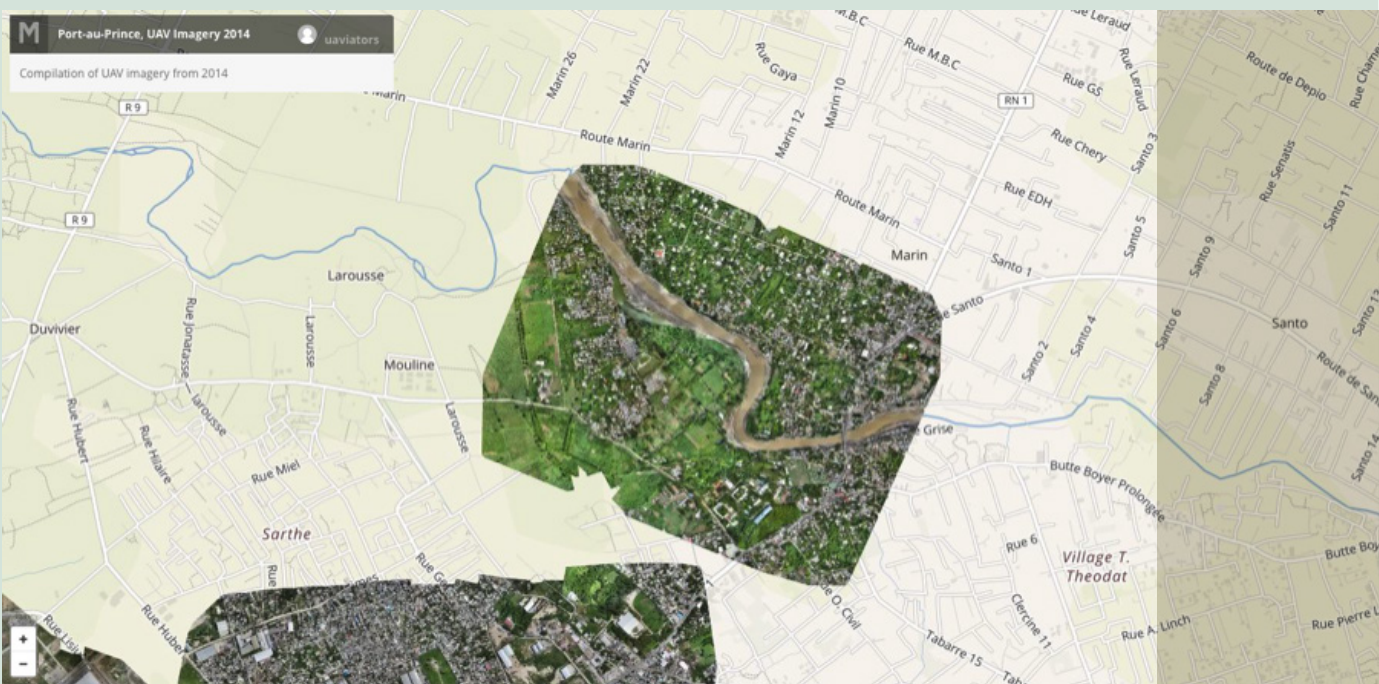 M
Port-au-Prince, UAV Imagery 2014
uaviators
Compilation of UAV imagery from 2014
M.B.C
Rue Leraud
Rue Gaya
Rue M.B.C
Route de Depio
Marin 26
Marin 22
Marin 10
Rue GS
Rue Leraud
Marin
R 9
RN 1
Marin 12
Rue Chery
Route Marin
Santo 3
Rue Senatis
Rue EDH
Santo 11
R 9
Route Marin
Santo 5
Santo 9
Marin
Santo 1
Larousse
Santo
Rue Jonatasse — Larousse
Larousse
Duvivier
Santo 4
Santo 6
Santo
Santo 13
Santo 2
Mouline
Santo 8
Rue Hubert
Larousse
Grise
Rue Hilaire
Santo 14
Rue Miel
Butte Boyer Prolongée
Sarthe
Rue 6
Village T.
Theodat
Rue
Clercine 11
O. Civil
Rue A. Linch
Rue Pierre L
Tabarre 15
+
−